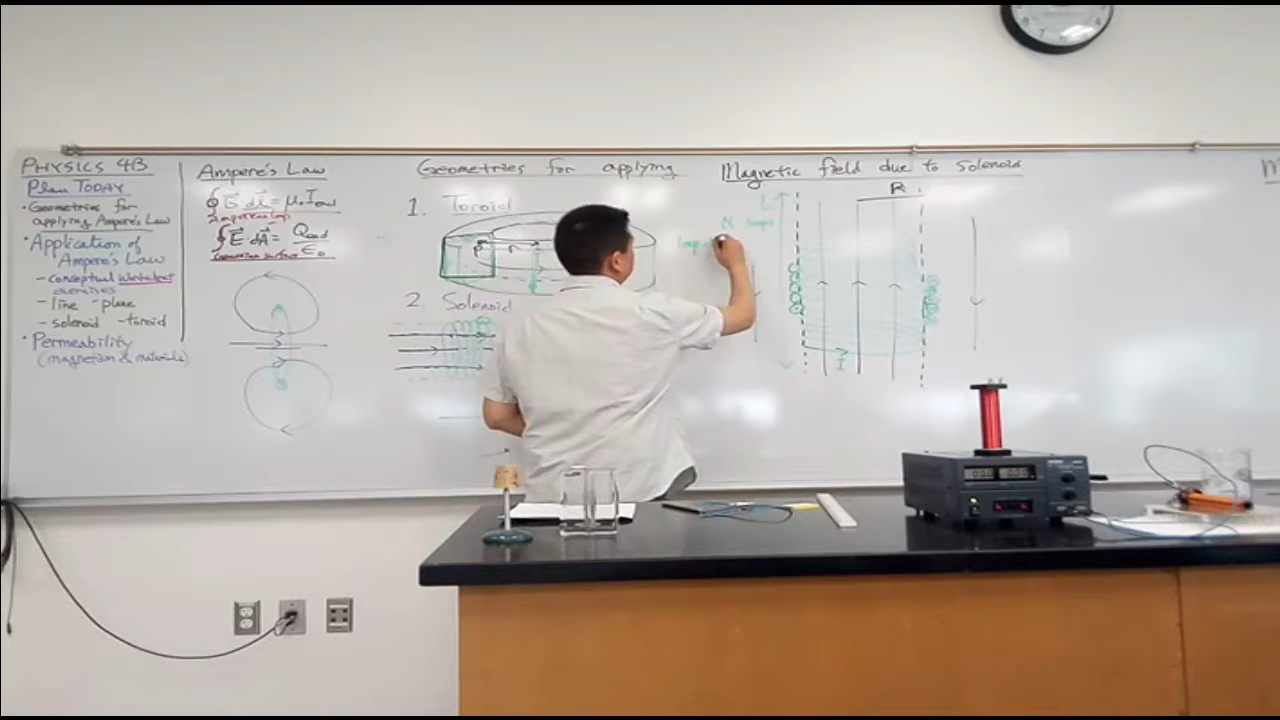 PHYSICS 4B
Plan TODAY
• Geometries for
applying Ampere's Law
• Application of
Ampere's Law
- conceptual worksheet
exercises
- line - plane
- solenoid - toroid
• Permeability
(magnetism & materials)
Ampere's Law
∮ B⃗·dl⃗ = μ₀ I
Amperian loop
∮ E⃗·dA⃗ = Q / ε₀
Gaussian surface
Geometries for applying
1. Toroid
r
2 Solenoid
Magnetic field due to Solenoid
R
L
N loops
I
M